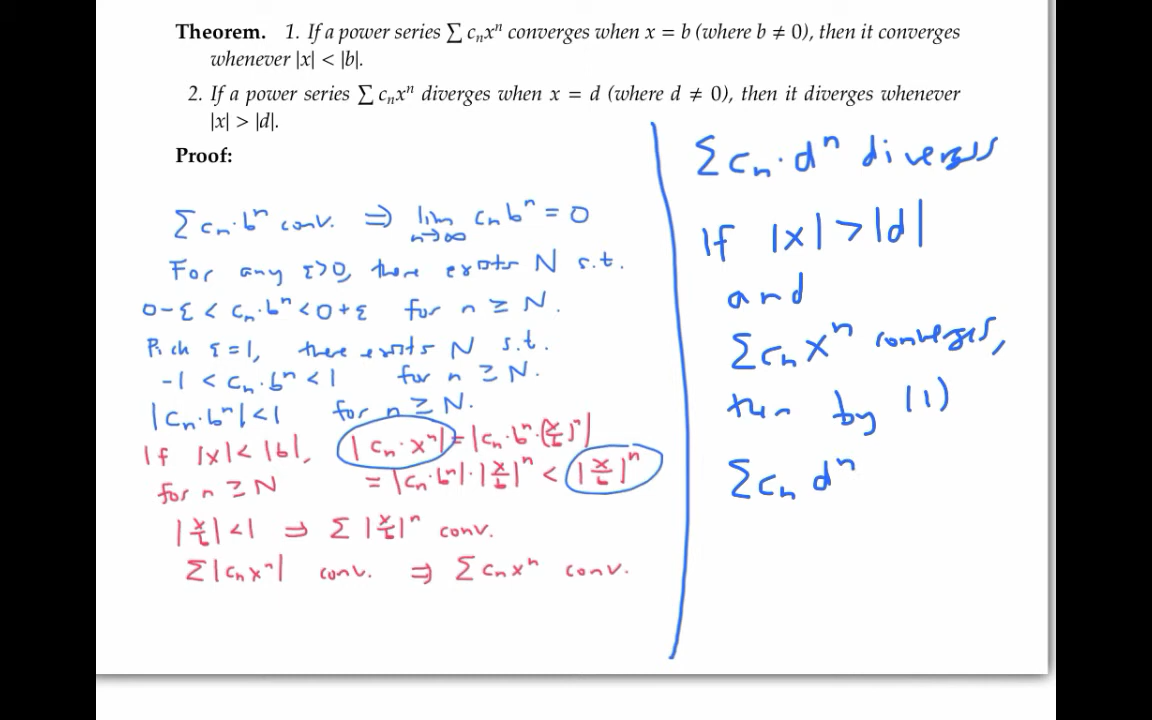 Theorem. 1. If a power series ∑ cₙxⁿ converges when x = b (where b ≠ 0), then it converges
whenever |x| < |b|.
2. If a power series ∑ cₙxⁿ diverges when x = d (where d ≠ 0), then it diverges whenever
|x| > |d|.
Proof:
Σ cₙ·bⁿ conv. ⇒ lim n→∞ cₙbⁿ = 0
For any ε>0, there exists N s.t.
0-ε < cₙ·bⁿ < 0+ε for n ≥ N.
Pick ε=1, there exists N s.t.
-1 < cₙ·bⁿ < 1 for n ≥ N.
|cₙ·bⁿ| < 1 for n ≥ N.
If |x| < |b|, |cₙ·xⁿ| = |cₙ·bⁿ·(x/b)ⁿ|
for n ≥ N = |cₙ·bⁿ|·|x/b|ⁿ < |x/b|ⁿ
|x/b| < 1 ⇒ Σ |x/b|ⁿ conv.
Σ|cₙxⁿ| conv. ⇒ Σ cₙxⁿ conv.
Σ cₙ·dⁿ diverges
If |x| > |d|
and
Σcₙxⁿ converges,
then by (1)
Σcₙ dⁿ